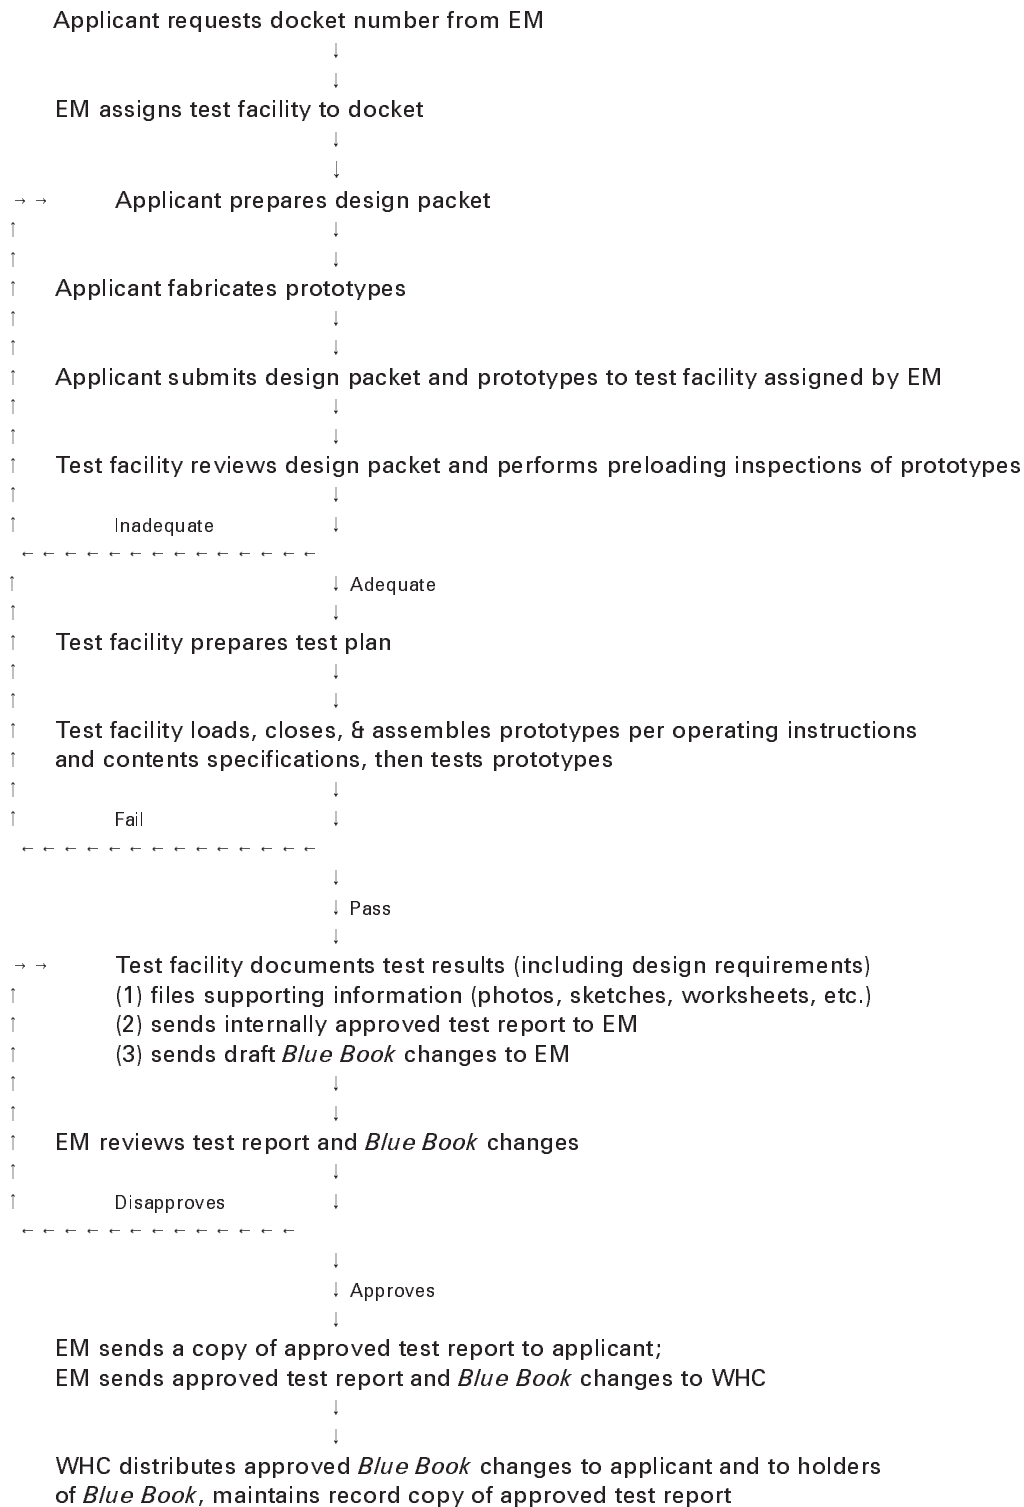 Applicant requests docket number from EM
↓
↓
EM assigns test facility to docket
↓
↓
→ → Applicant prepares design packet
↑ ↓
↑ ↓
↑ Applicant fabricates prototypes
↑ ↓
↑ ↓
↑ Applicant submits design packet and prototypes to test facility assigned by EM
↑ ↓
↑ ↓
↑ Test facility reviews design packet and performs preloading inspections of prototypes
↑ ↓
↑ Inadequate ↓
← ← ← ← ← ← ← ← ← ← ← ← ← ←
↑ ↓ Adequate
↑ ↓
↑ Test facility prepares test plan
↑ ↓
↑ ↓
↑ Test facility loads, closes, & assembles prototypes per operating instructions
↑ and contents specifications, then tests prototypes
↑ ↓
↑ Fail ↓
← ← ← ← ← ← ← ← ← ← ← ← ← ←
↓
↓ Pass
↓
→ → Test facility documents test results (including design requirements)
↑ (1) files supporting information (photos, sketches, worksheets, etc.)
↑ (2) sends internally approved test report to EM
↑ (3) sends draft Blue Book changes to EM
↑ ↓
↑ ↓
↑ EM reviews test report and Blue Book changes
↑ ↓
↑ Disapproves ↓
← ← ← ← ← ← ← ← ← ← ← ← ←
↓
↓ Approves
↓
EM sends a copy of approved test report to applicant;
EM sends approved test report and Blue Book changes to WHC
↓
↓
WHC distributes approved Blue Book changes to applicant and to holders
of Blue Book, maintains record copy of approved test report